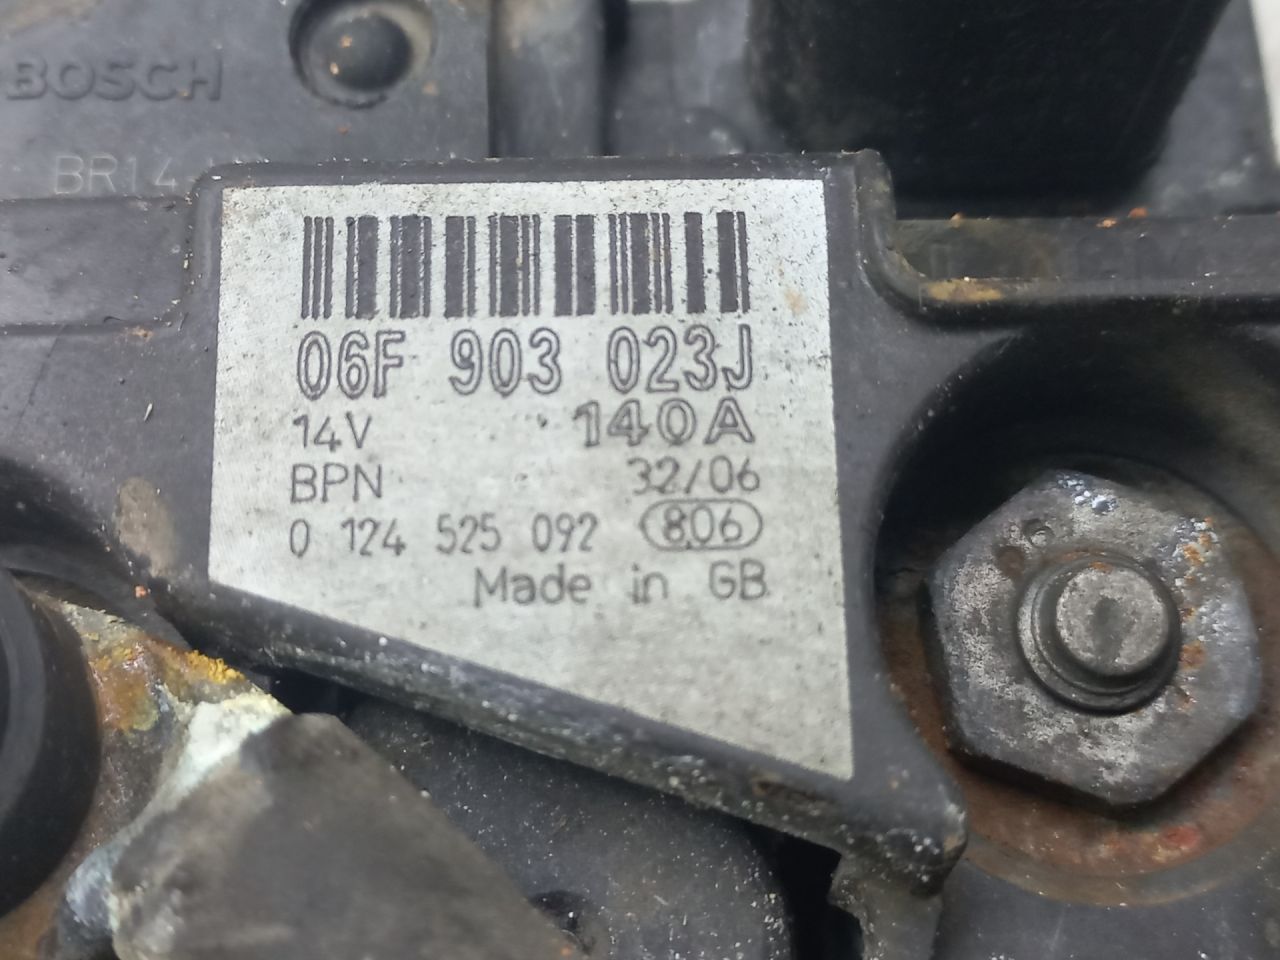 BOSCH
BR14
06F 903 023J
14V 140A
BPN 32/06
0 124 525 092 806
Made in GB